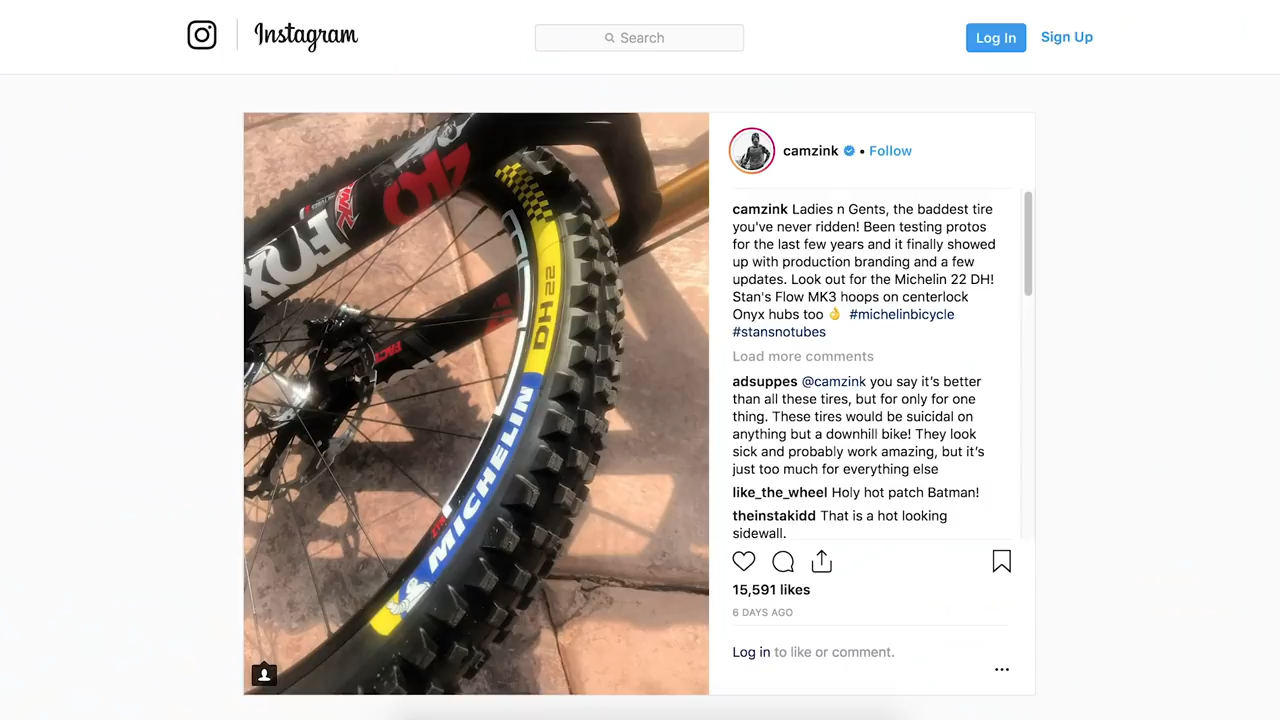 Instagram
Search
Log In
Sign Up
FOX
DH 22
MICHELIN
camzink • Follow
camzink Ladies n Gents, the baddest tire
you've never ridden! Been testing protos
for the last few years and it finally showed
up with production branding and a few
updates. Look out for the Michelin 22 DH!
Stan's Flow MK3 hoops on centerlock
Onyx hubs too 👌 #michelinbicycle
#stansnotubes
Load more comments
adsuppes @camzink you say it’s better
than all these tires, but for only for one
thing. These tires would be suicidal on
anything but a downhill bike! They look
sick and probably work amazing, but it’s
just too much for everything else
like_the_wheel Holy hot patch Batman!
theinstakidd That is a hot looking
sidewall.
15,591 likes
6 DAYS AGO
Log in to like or comment.